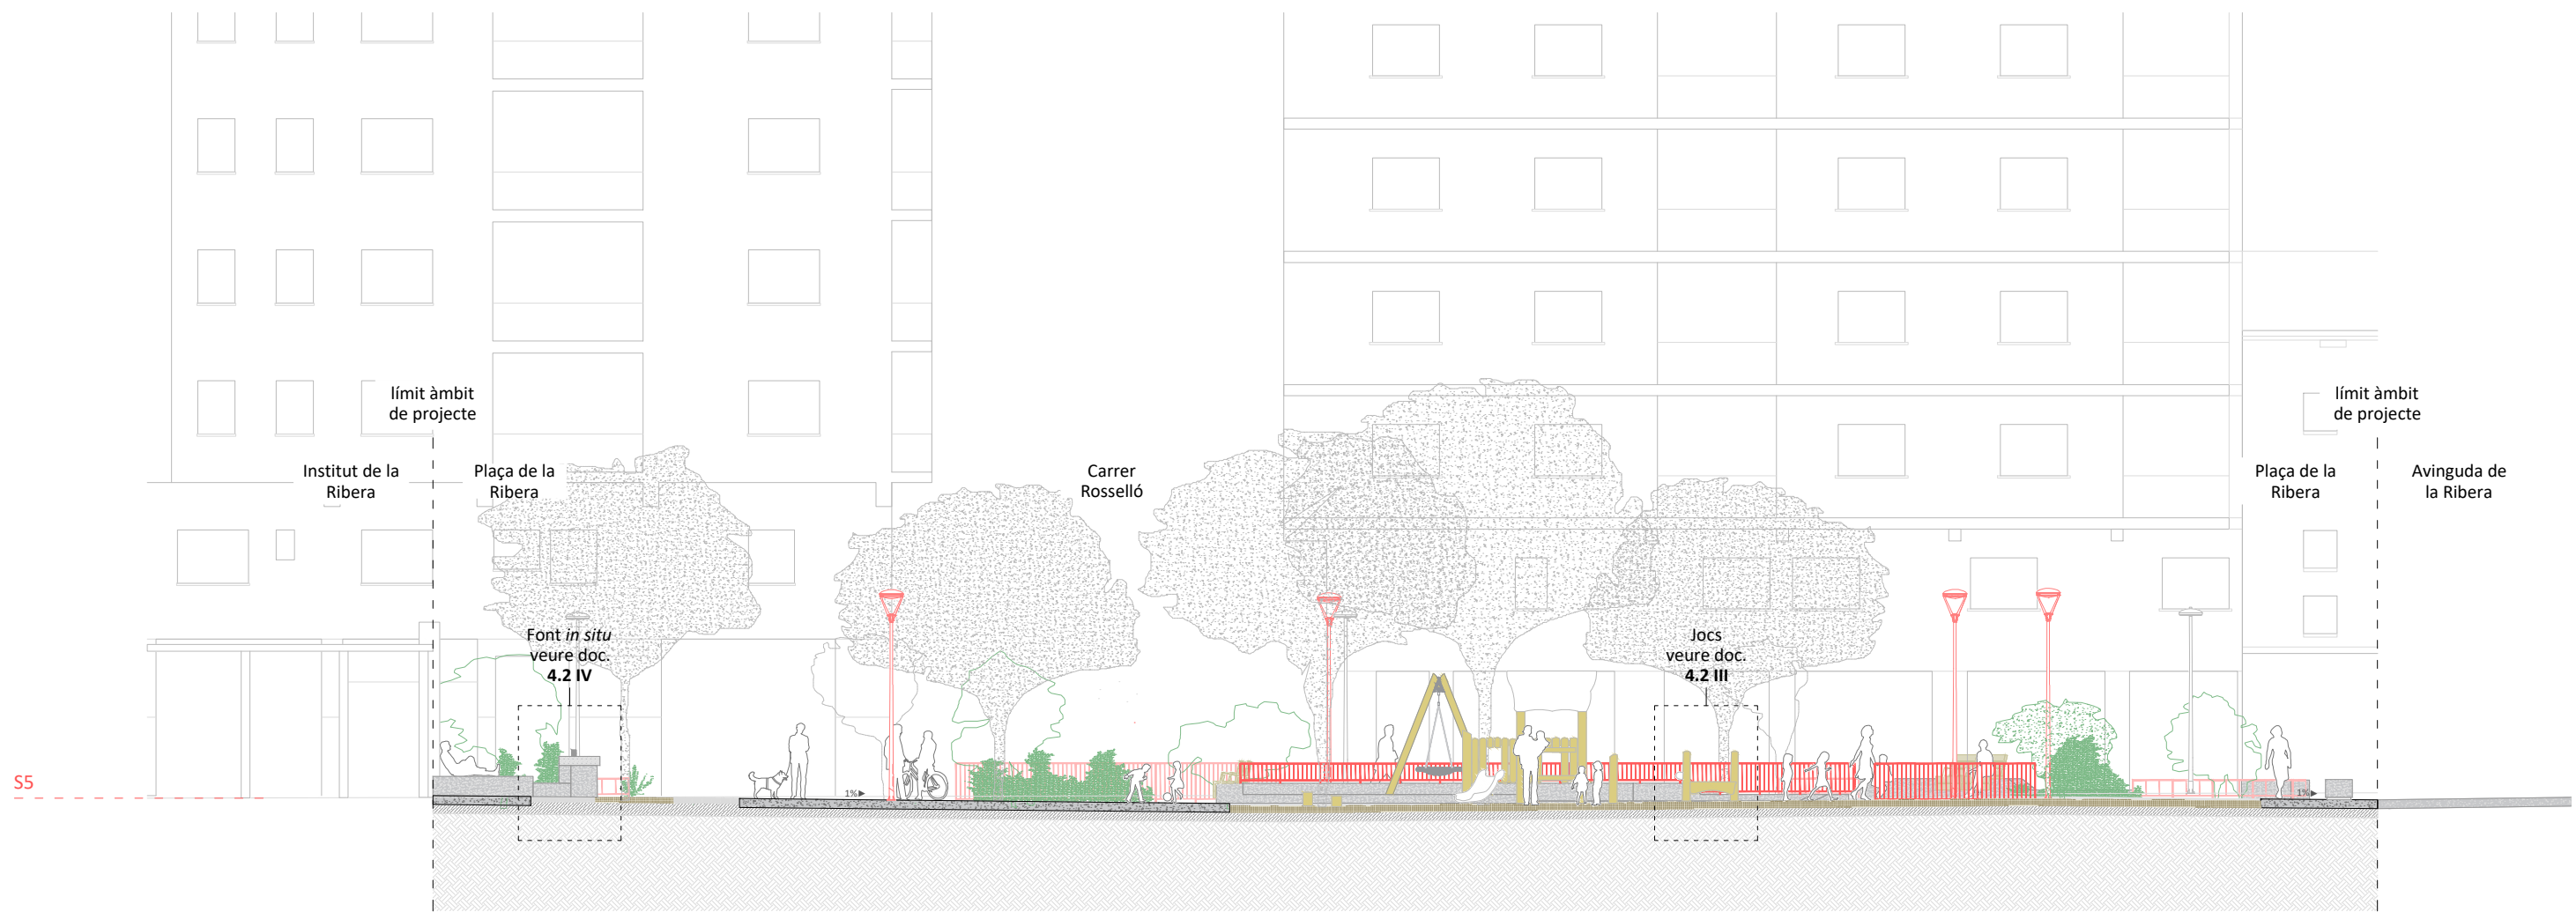 límit àmbit
de projecte
límit àmbit
de projecte
Institut de la
Ribera
Plaça de la
Ribera
Carrer
Rosselló
Plaça de la
Ribera
Avinguda de
la Ribera
Font in situ
veure doc.
4.2 IV
Jocs
veure doc.
4.2 III
S5
1%
1%